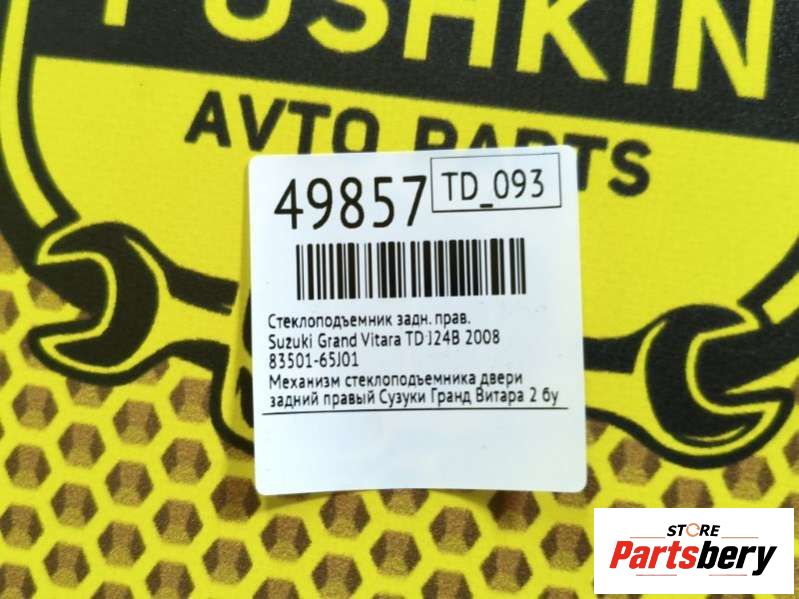 PUSHKIN
AVTO PARTS
49857
TD_093
Стеклоподъемник задн. прав.
Suzuki Grand Vitara TD J24B 2008
83501-65J01
Механизм стеклоподъемника двери
задний правый Сузуки Гранд Витара 2 бу
STORE
Partsbery